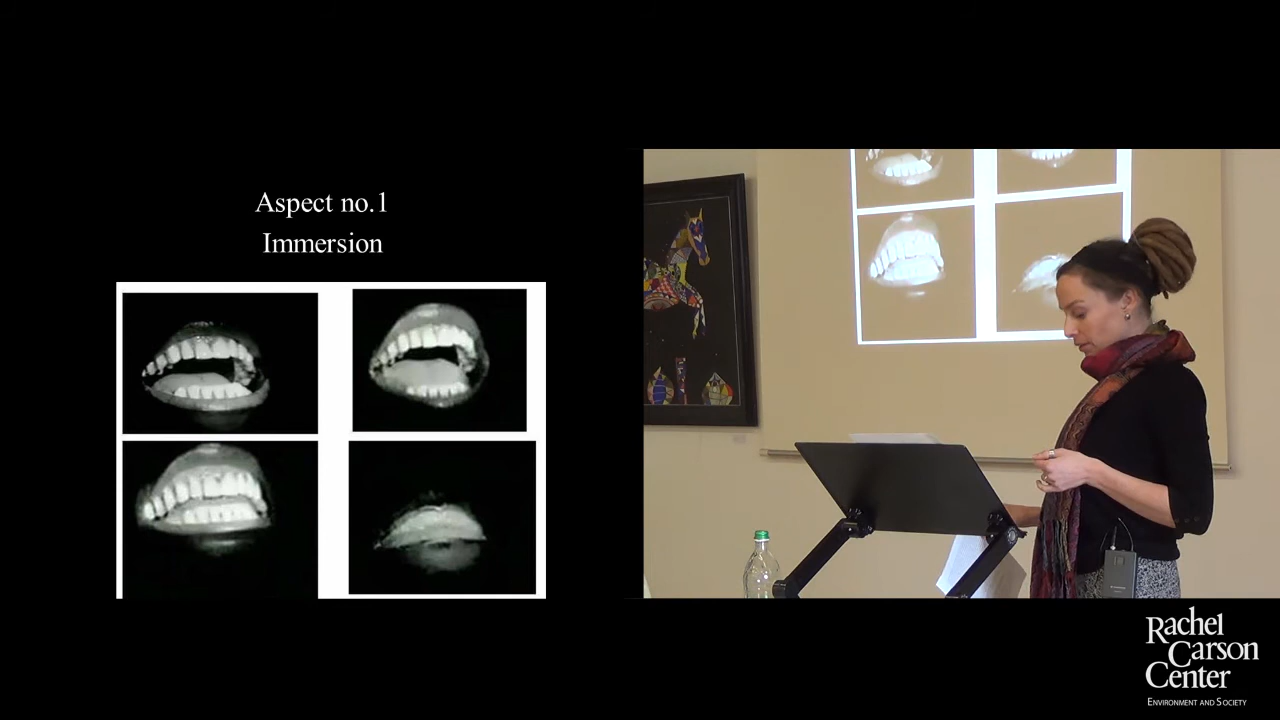 Aspect no.1
Immersion
Rachel
Carson
Center
ENVIRONMENT AND SOCIETY